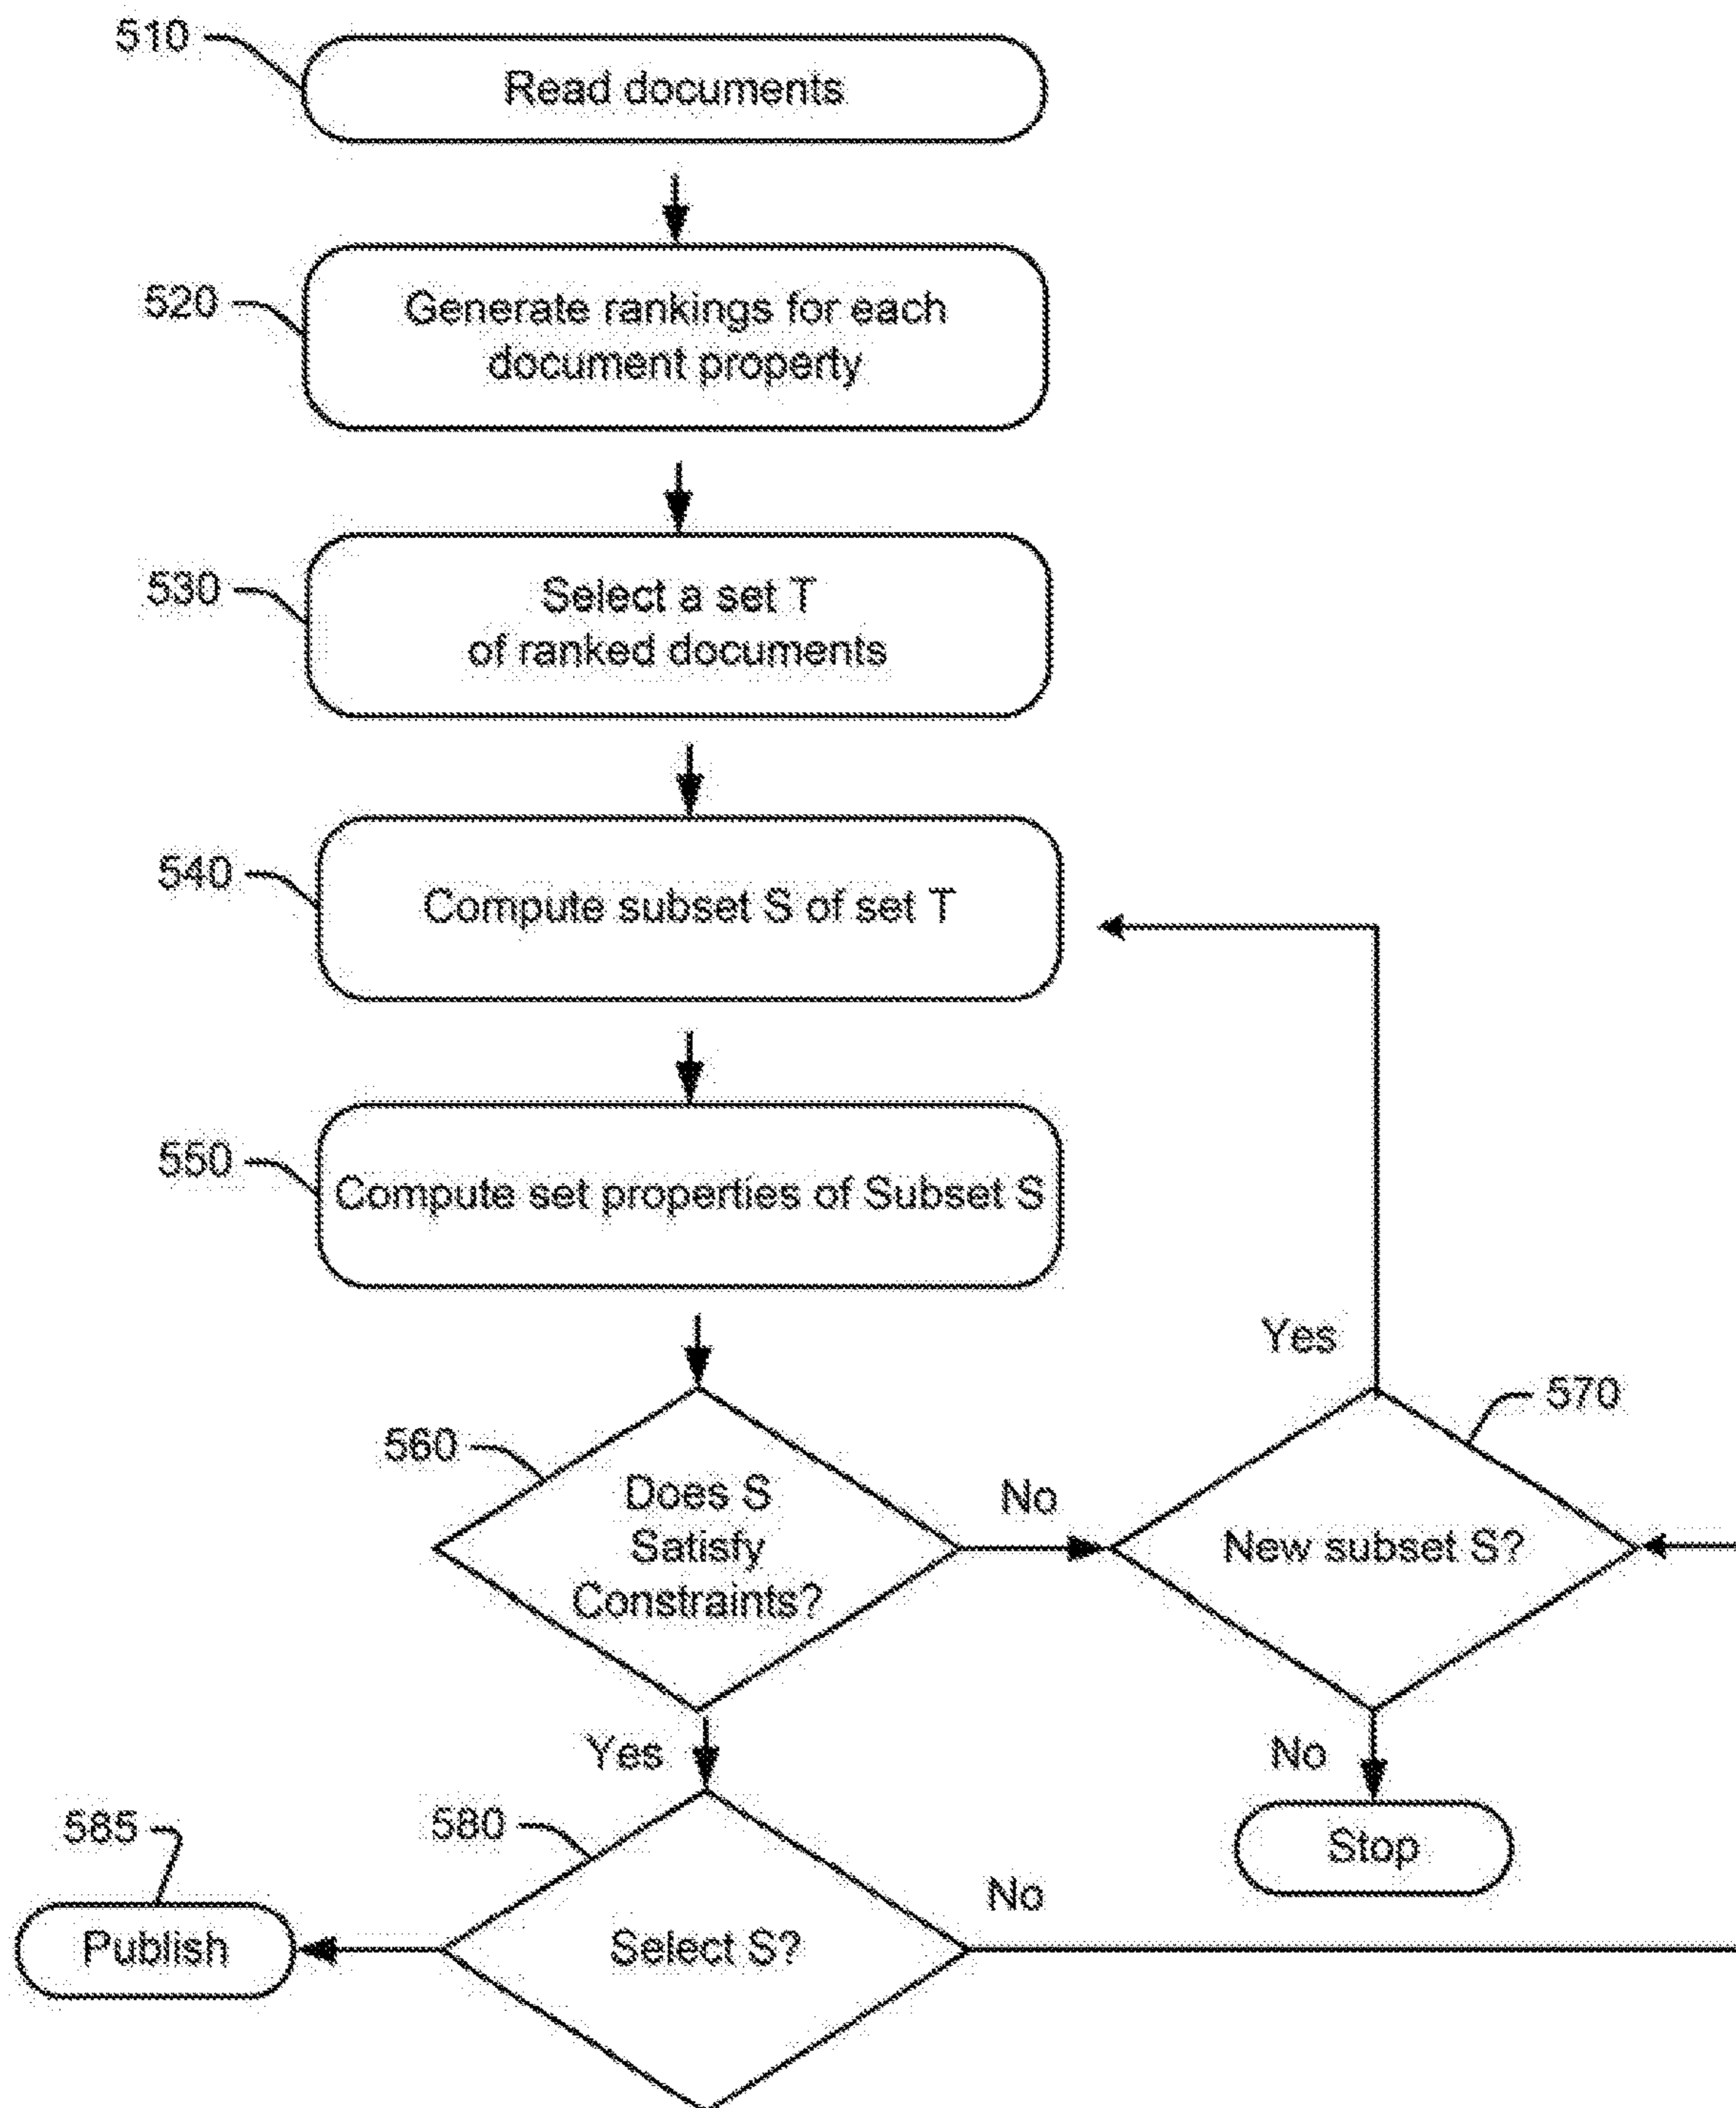 510
Read documents
520
Generate rankings for each
document property
530
Select a set T
of ranked documents
540
Compute subset S of set T
550
Compute set properties of Subset S
Yes
570
560
Does S
Satisfy
Constraints?
No
New subset S?
Yes
No
Stop
585
580
No
Publish
Select S?